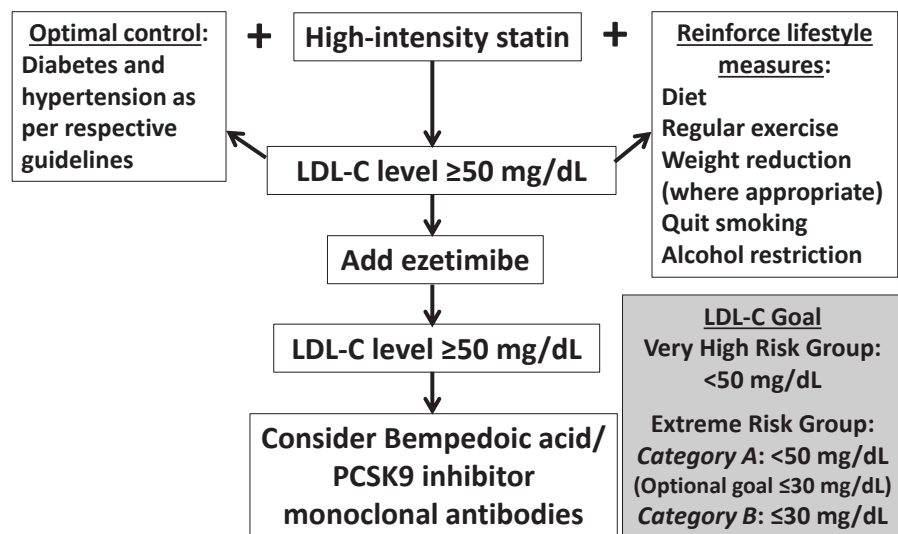 Optimal control:
Diabetes and
hypertension as
per respective
guidelines
+
High-intensity statin
+
Reinforce lifestyle
measures:
Diet
Regular exercise
Weight reduction
(where appropriate)
Quit smoking
Alcohol restriction
LDL-C level ≥50 mg/dL
Add ezetimibe
LDL-C level ≥50 mg/dL
Consider Bempedoic acid/
PCSK9 inhibitor
monoclonal antibodies
LDL-C Goal
Very High Risk Group:
<50 mg/dL
Extreme Risk Group:
Category A: <50 mg/dL
(Optional goal ≤30 mg/dL)
Category B: ≤30 mg/dL